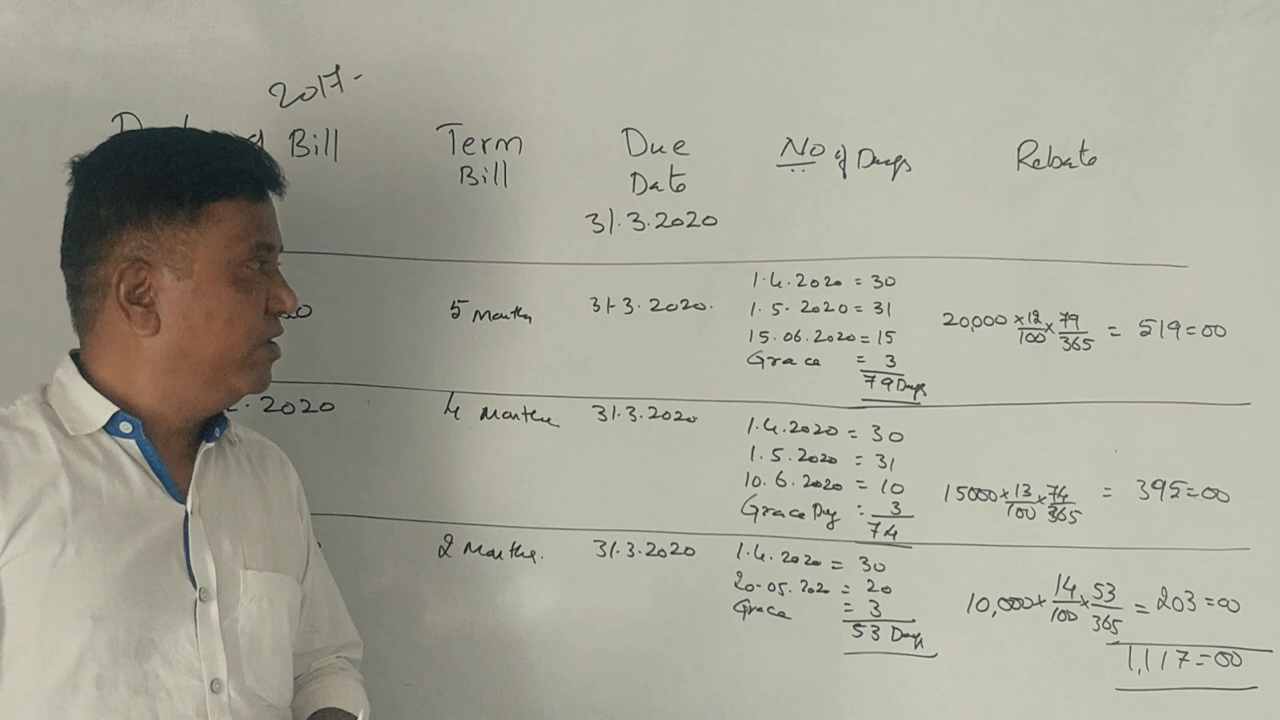 2017-
Bill
Term
Bill
Due
Date
31.3.2020
No of Days
Rebate
5 Months
31-3.2020.
1.4.2020 = 30
1.5.2020 = 31
15.06.2020 = 15
Grace = 3
79 Days
20,000 × 12/100 × 79/365 = 519=00
.2020
4 Months
31.3.2020
1.4.2020 = 30
1.5.2020 = 31
10.6.2020 = 10
Grace Day = 3
74
15000 × 13/100 × 74/365 = 395=00
2 Months.
31.3.2020
1.4.2020 = 30
20-05.202 = 20
Grace = 3
53 Days
10,000 × 14/100 × 53/365 = 203=00
1,117=00